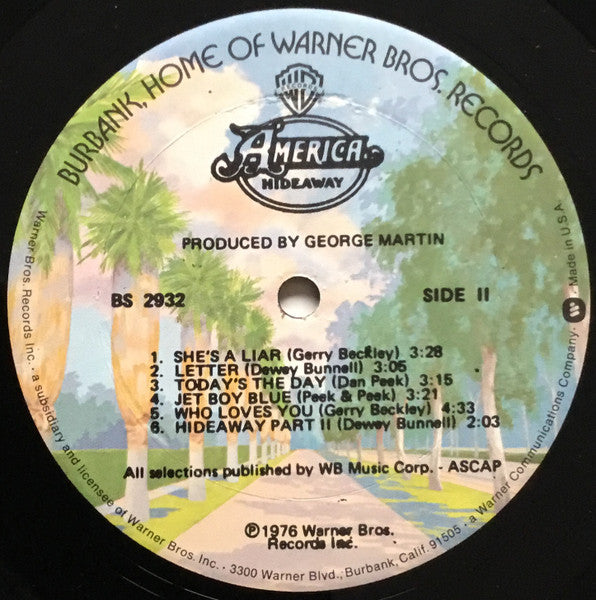 BURBANK, HOME OF WARNER BROS. RECORDS
RECORDS
AMERICA
HIDEAWAY
PRODUCED BY GEORGE MARTIN
BS 2932
SIDE II
1. SHE'S A LIAR (Gerry Beckley) 3:28
2. LETTER (Dewey Bunnell) 3:05
3. TODAY'S THE DAY (Dan Peek) 3:15
4. JET BOY BLUE (Peek & Peek) 3:21
5. WHO LOVES YOU (Gerry Beckley) 4:33
6. HIDEAWAY PART II (Dewey Bunnell) 2:03
All selections published by WB Music Corp. - ASCAP
℗1976 Warner Bros.
Records Inc.
Warner Bros. Records Inc. · a subsidiary and licensee of Warner Bros. Inc. · 3300 Warner Blvd., Burbank, Calif. 91505 · a Warner Communications Company. · Made in U.S.A.